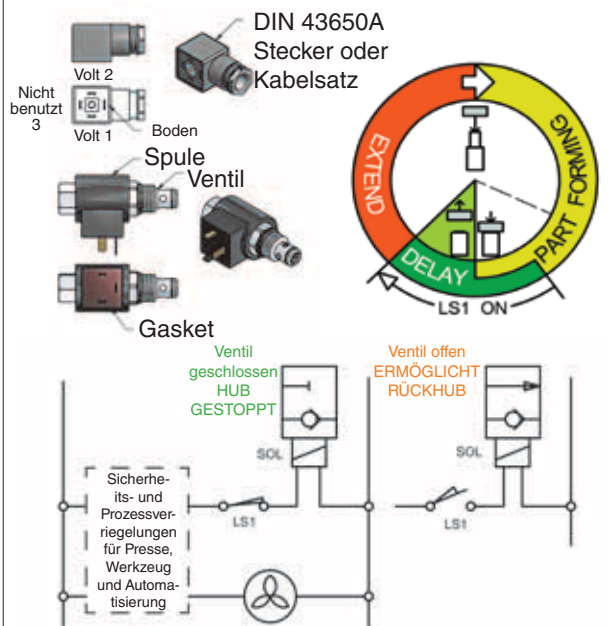 DIN 43650A
Stecker oder
Kabelsatz
Volt 2
Nicht
benutzt
3
Volt 1
Boden
Spule
Ventil
Gasket
EXTEND
PART FORMING
DELAY
LS1 ON
Ventil
geschlossen
HUB
GESTOPPT
Ventil offen
ERMÖGLICHT
RÜCKHUB
SOL
SOL
Sicherhe-
its- und
Prozessver-
riegelungen
für Presse,
Werkzeug
und Automa-
tisierung
LS1
LS1